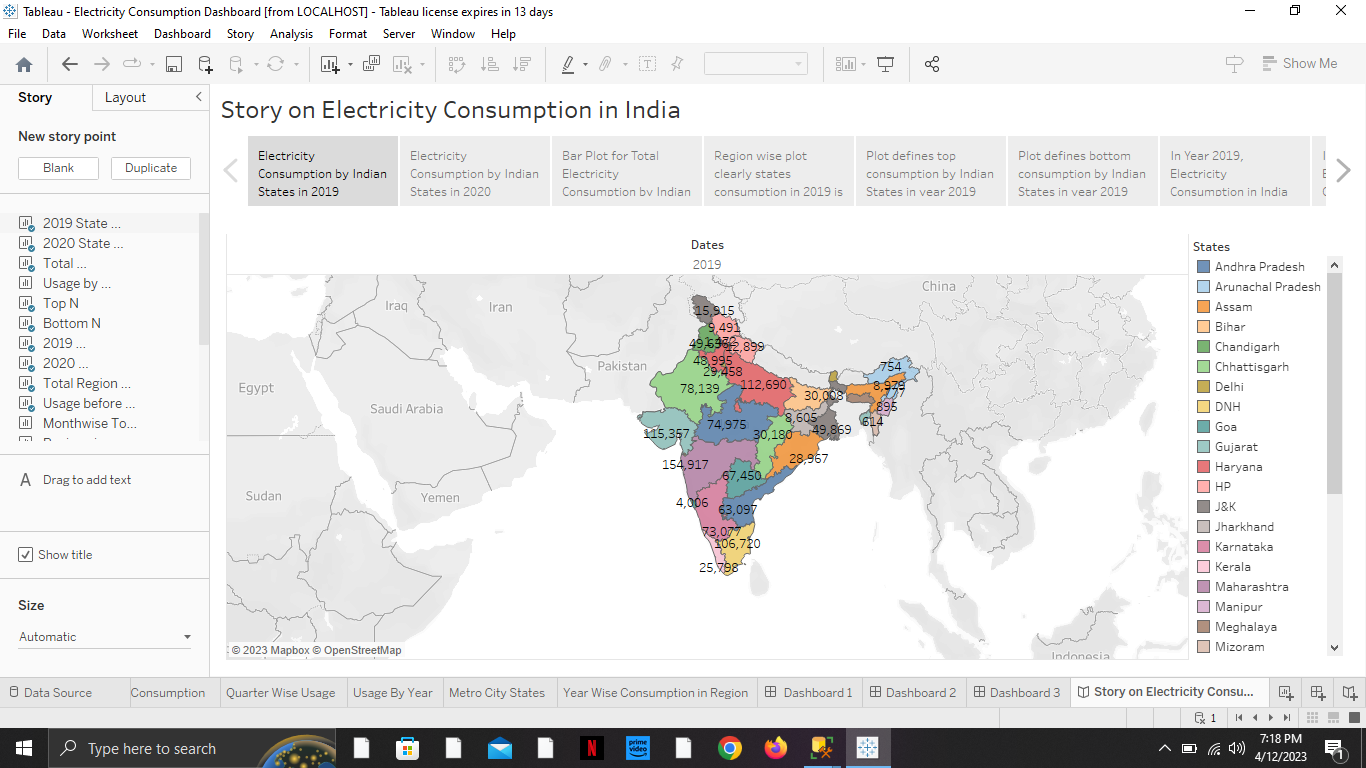 Tableau - Electricity Consumption Dashboard [from LOCALHOST] - Tableau license expires in 13 days
File Data Worksheet Dashboard Story Analysis Format Server Window Help
Show Me
Story Layout
New story point
Blank Duplicate
2019 State ...
2020 State ...
Total ...
Usage by ...
Top N
Bottom N
2019 ...
2020 ...
Total Region ...
Usage before ...
Monthwise To...
A Drag to add text
Show title
Size
Automatic
Story on Electricity Consumption in India
Electricity
Consumption by Indian
States in 2019
Electricity
Consumption by Indian
States in 2020
Bar Plot for Total
Electricity
Consumption by Indian
Region wise plot
clearly states
consumption in 2019 is
Plot defines top
consumption by Indian
States in year 2019
Plot defines bottom
consumption by Indian
States in year 2019
In Year 2019,
Electricity
Consumption in India
Dates
2019
Iraq
Iran
China
Pakistan
Egypt
Saudi Arabia
Sudan
Yemen
Indonesia
15,915
9,491
12,899
48,995
29,458
754
78,139
112,690
8,979
30,008
895
8,605
614
74,975
49,869
115,357
30,180
28,967
154,917
67,450
4,006
63,097
73,077
106,720
25,798
© 2023 Mapbox © OpenStreetMap
States
Andhra Pradesh
Arunachal Pradesh
Assam
Bihar
Chandigarh
Chhattisgarh
Delhi
DNH
Goa
Gujarat
Haryana
HP
J&K
Jharkhand
Karnataka
Kerala
Maharashtra
Manipur
Meghalaya
Mizoram
Data Source Consumption Quarter Wise Usage Usage By Year Metro City States Year Wise Consumption in Region Dashboard 1 Dashboard 2 Dashboard 3 Story on Electricity Consu...
1
Type here to search
N
prime
video
7:18 PM
4/12/2023
1